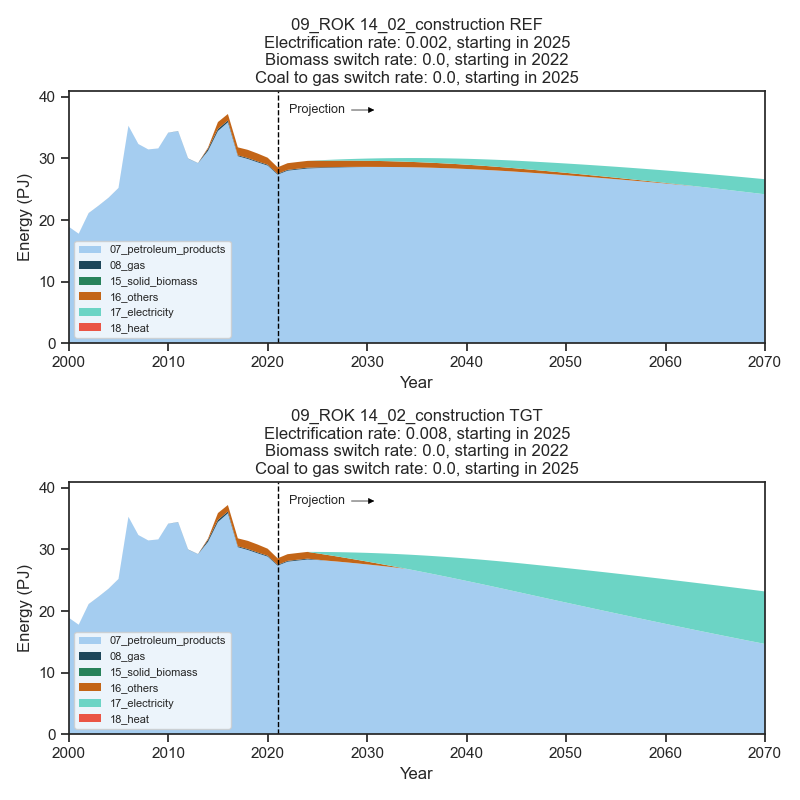 09_ROK 14_02_construction REF
Electrification rate: 0.002, starting in 2025
Biomass switch rate: 0.0, starting in 2022
Coal to gas switch rate: 0.0, starting in 2025
40
Projection
30
20
10
0
Energy (PJ)
07_petroleum_products
08_gas
15_solid_biomass
16_others
17_electricity
18_heat
2000 2010 2020 2030 2040 2050 2060 2070
Year
09_ROK 14_02_construction TGT
Electrification rate: 0.008, starting in 2025
Biomass switch rate: 0.0, starting in 2022
Coal to gas switch rate: 0.0, starting in 2025
40
Projection
30
20
10
0
Energy (PJ)
07_petroleum_products
08_gas
15_solid_biomass
16_others
17_electricity
18_heat
2000 2010 2020 2030 2040 2050 2060 2070
Year